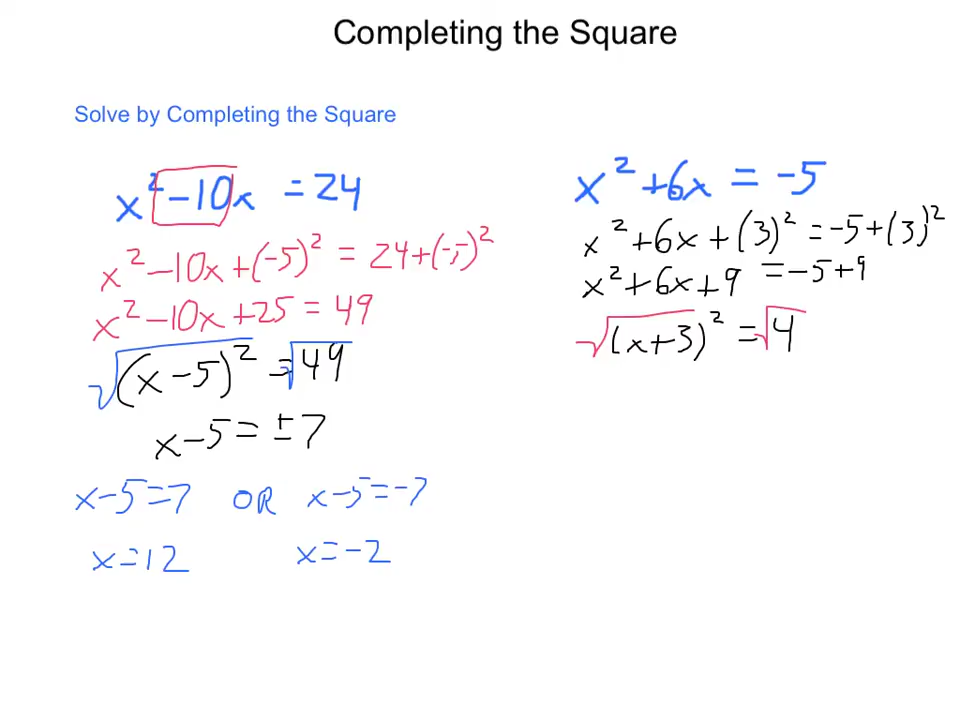 Completing the Square
Solve by Completing the Square
x² -10x = 24
x² -10x + (-5)² = 24 + (-5)²
x² -10x +25 = 49
√(x-5)² = √49
x-5 = ±7
x-5=7 OR x-5=-7
x=12 x=-2
x² +6x = -5
x² +6x + (3)² = -5 + (3)²
x² +6x +9 = -5+9
√(x+3)² = √4